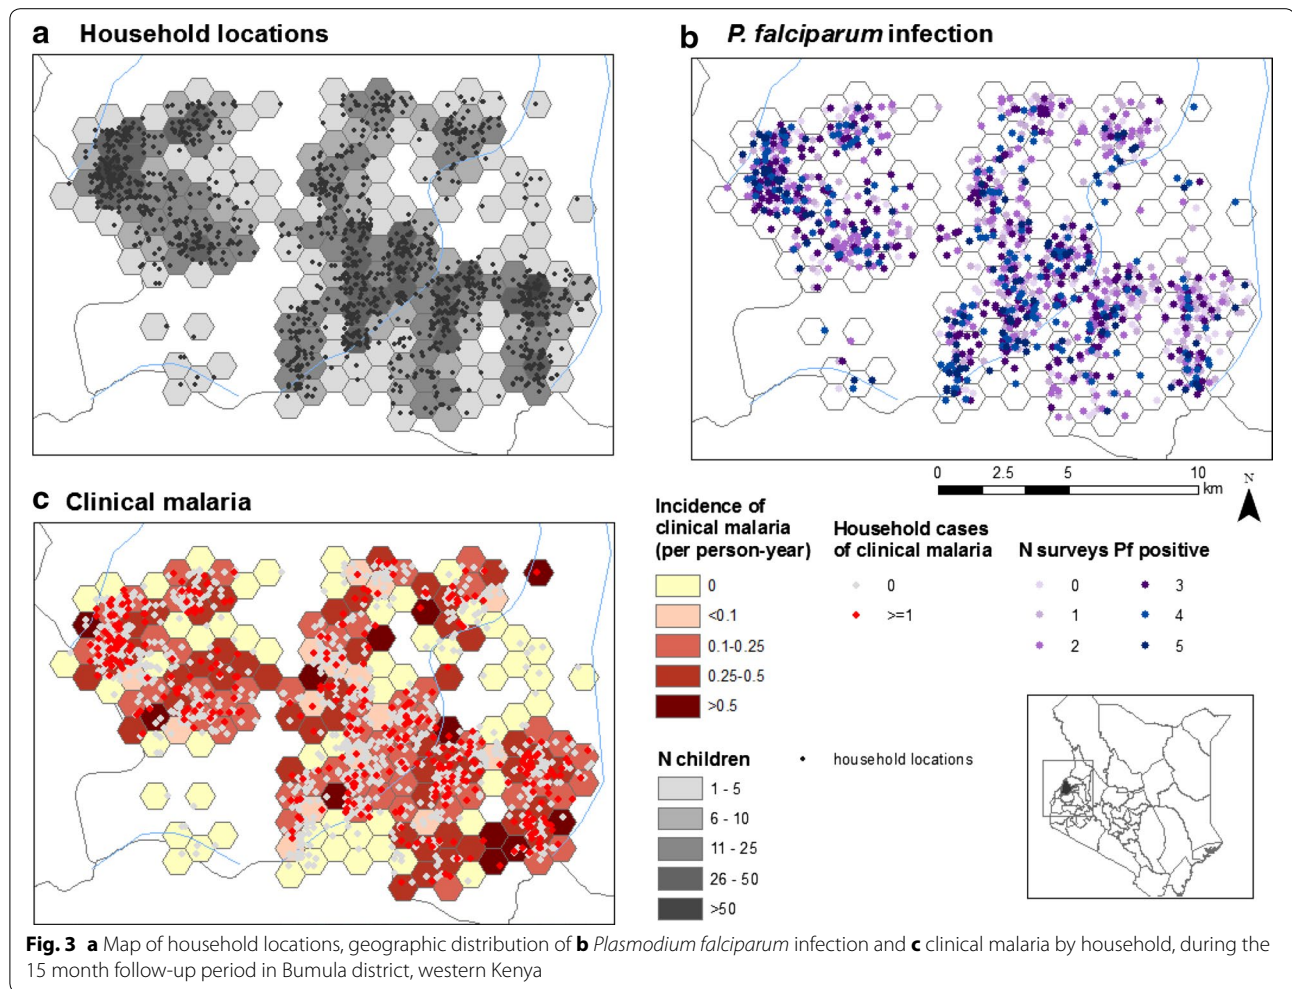 a Household locations
b P. falciparum infection
0 2.5 5 10
km
N
c Clinical malaria
Incidence of
clinical malaria
(per person-year)
0
<0.1
0.1-0.25
0.25-0.5
>0.5
Household cases
of clinical malaria
0
>=1
N surveys Pf positive
0 3
1 4
2 5
N children
1 - 5
6 - 10
11 - 25
26 - 50
>50
household locations
Fig. 3 a Map of household locations, geographic distribution of b Plasmodium falciparum infection and c clinical malaria by household, during the
15 month follow-up period in Bumula district, western Kenya